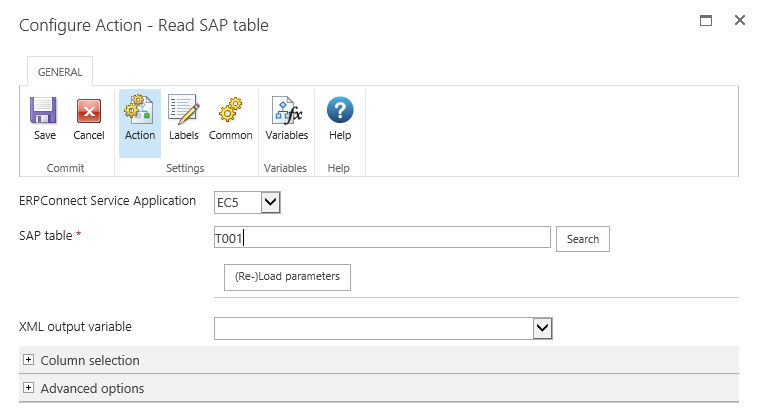 Configure Action - Read SAP table
GENERAL
Save Cancel Action Labels Common Variables Help
Commit Settings Variables Help
ERPConnect Service Application EC5
SAP table * T001 Search
(Re-)Load parameters
XML output variable
Column selection
Advanced options